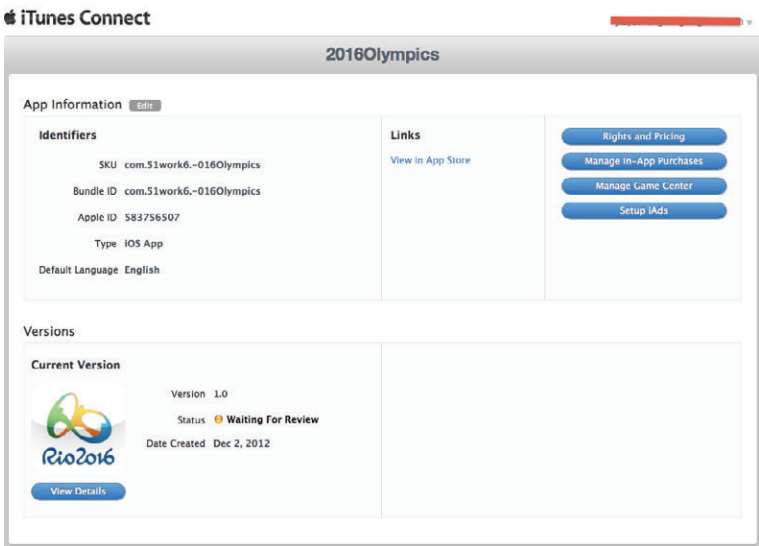 iTunes Connect
2016Olympics
App Information Edit
Identifiers
SKU com.51work6.-016Olympics
Bundle ID com.51work6.-016Olympics
Apple ID 583756507
Type iOS App
Default Language English
Links
View in App Store
Rights and Pricing
Manage In-App Purchases
Manage Game Center
Setup iAds
Versions
Current Version
Rio2016
Version 1.0
Status Waiting For Review
Date Created Dec 2, 2012
View Details